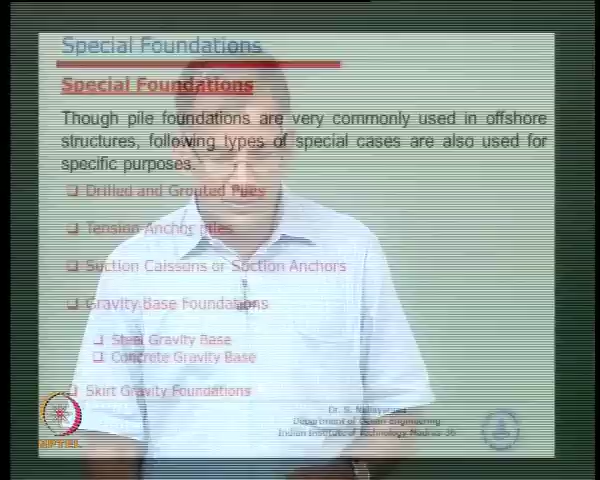 Special Foundations
Special Foundations
Though pile foundations are very commonly used in offshore
structures, following types of special cases are also used for
specific purposes.
❑ Drilled and Grouted Piles
❑ Tension Anchor piles
❑ Suction Caissons or Suction Anchors
❑ Gravity Base Foundations
❑ Steel Gravity Base
❑ Concrete Gravity Base
❑ Skirt Gravity Foundations
Dr. S. Nallayarasu
Department of Ocean Engineering
Indian Institute of Technology Madras-36
NPTEL